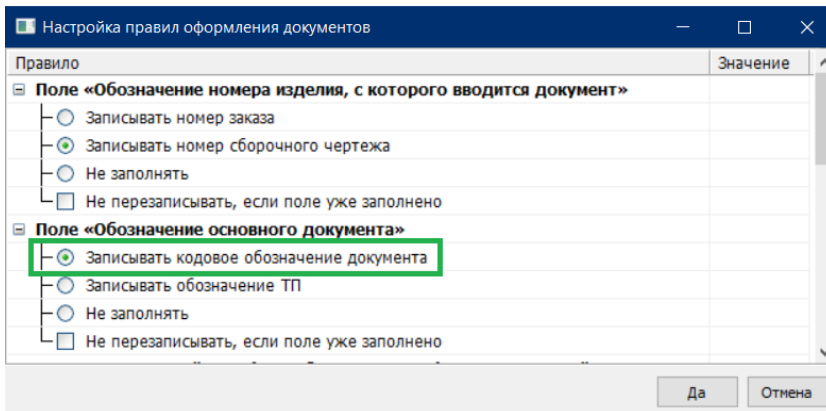 Настройка правил оформления документов
Правило Значение
Поле «Обозначение номера изделия, с которого вводится документ»
Записывать номер заказа
Записывать номер сборочного чертежа
Не заполнять
Не перезаписывать, если поле уже заполнено
Поле «Обозначение основного документа»
Записывать кодовое обозначение документа
Записывать обозначение ТП
Не заполнять
Не перезаписывать, если поле уже заполнено
Да Отмена